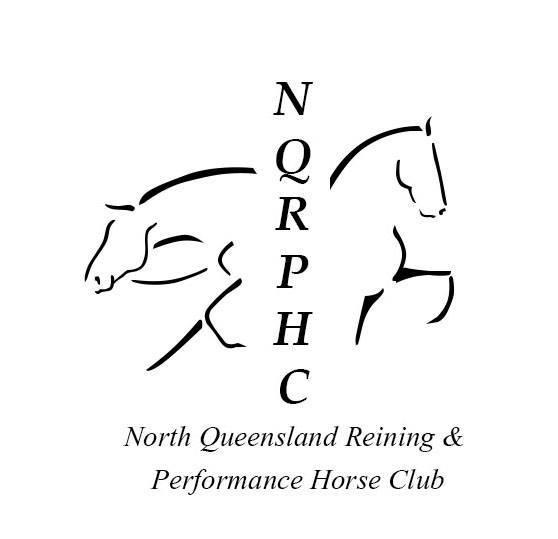 N
Q
R
P
H
C
North Queensland Reining &
Performance Horse Club